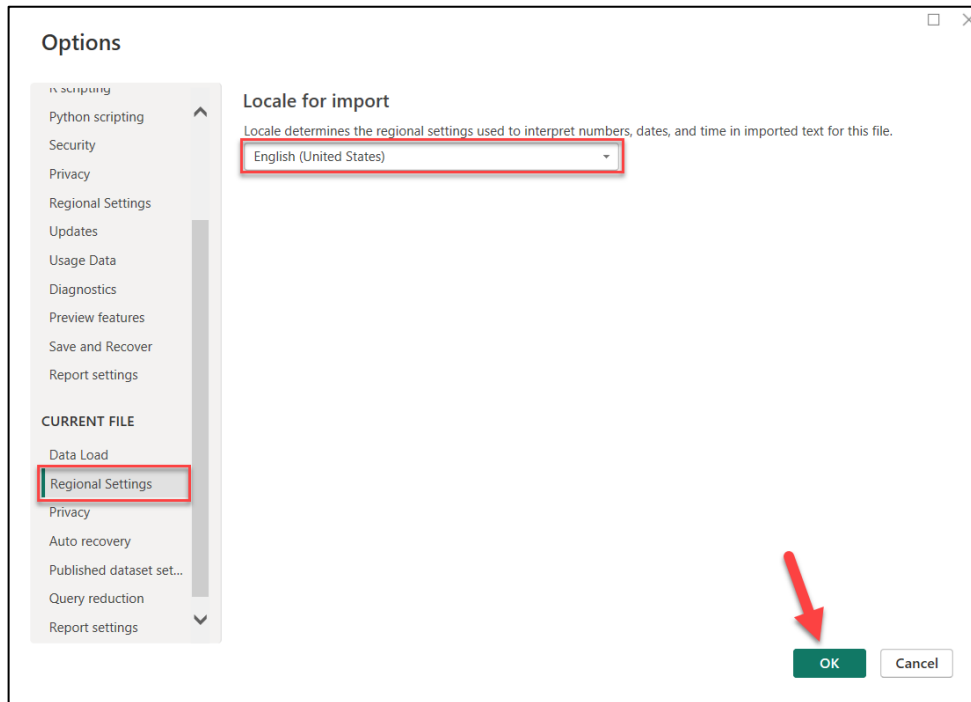 Options
R scripting
Python scripting
Security
Privacy
Regional Settings
Updates
Usage Data
Diagnostics
Preview features
Save and Recover
Report settings
CURRENT FILE
Data Load
Regional Settings
Privacy
Auto recovery
Published dataset set...
Query reduction
Report settings
Locale for import
Locale determines the regional settings used to interpret numbers, dates, and time in imported text for this file.
English (United States)
OK
Cancel